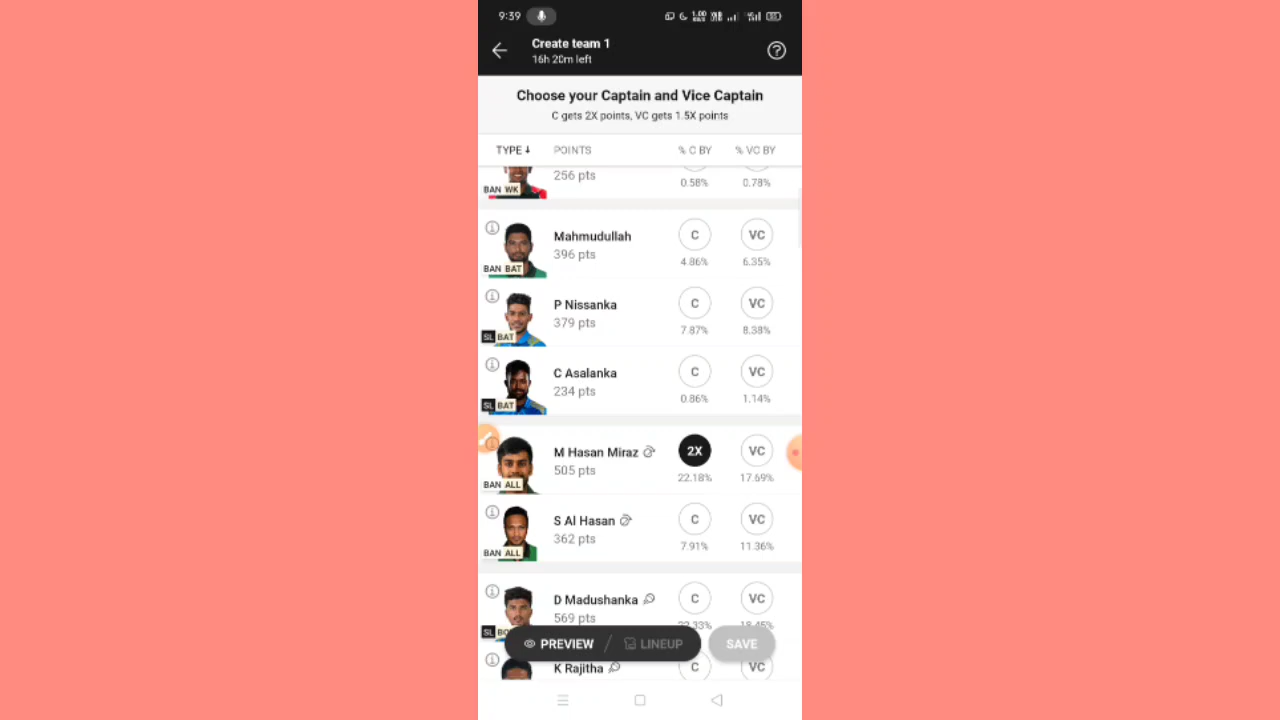 9:39
1.00
Create team 1
16h 20m left
Choose your Captain and Vice Captain
C gets 2X points, VC gets 1.5X points
TYPE POINTS % C BY % VC BY
256 pts 0.58% 0.78%
BAN WK
Mahmudullah C VC
396 pts 4.86% 6.35%
BAN BAT
P Nissanka C VC
379 pts 7.87% 8.38%
SL BAT
C Asalanka C VC
234 pts 0.86% 1.14%
SL BAT
M Hasan Miraz 2X VC
505 pts 22.18% 17.69%
BAN ALL
S Al Hasan C VC
362 pts 7.91% 11.36%
BAN ALL
D Madushanka C VC
569 pts
SL
PREVIEW / LINEUP SAVE
K Rajitha C VC